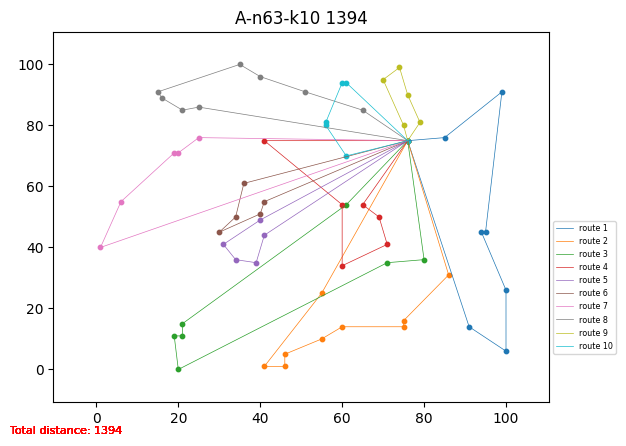 A-n63-k10 1394
100
80
60
40
20
0
0 20 40 60 80 100
route 1
route 2
route 3
route 4
route 5
route 6
route 7
route 8
route 9
route 10
Total distance: 1394